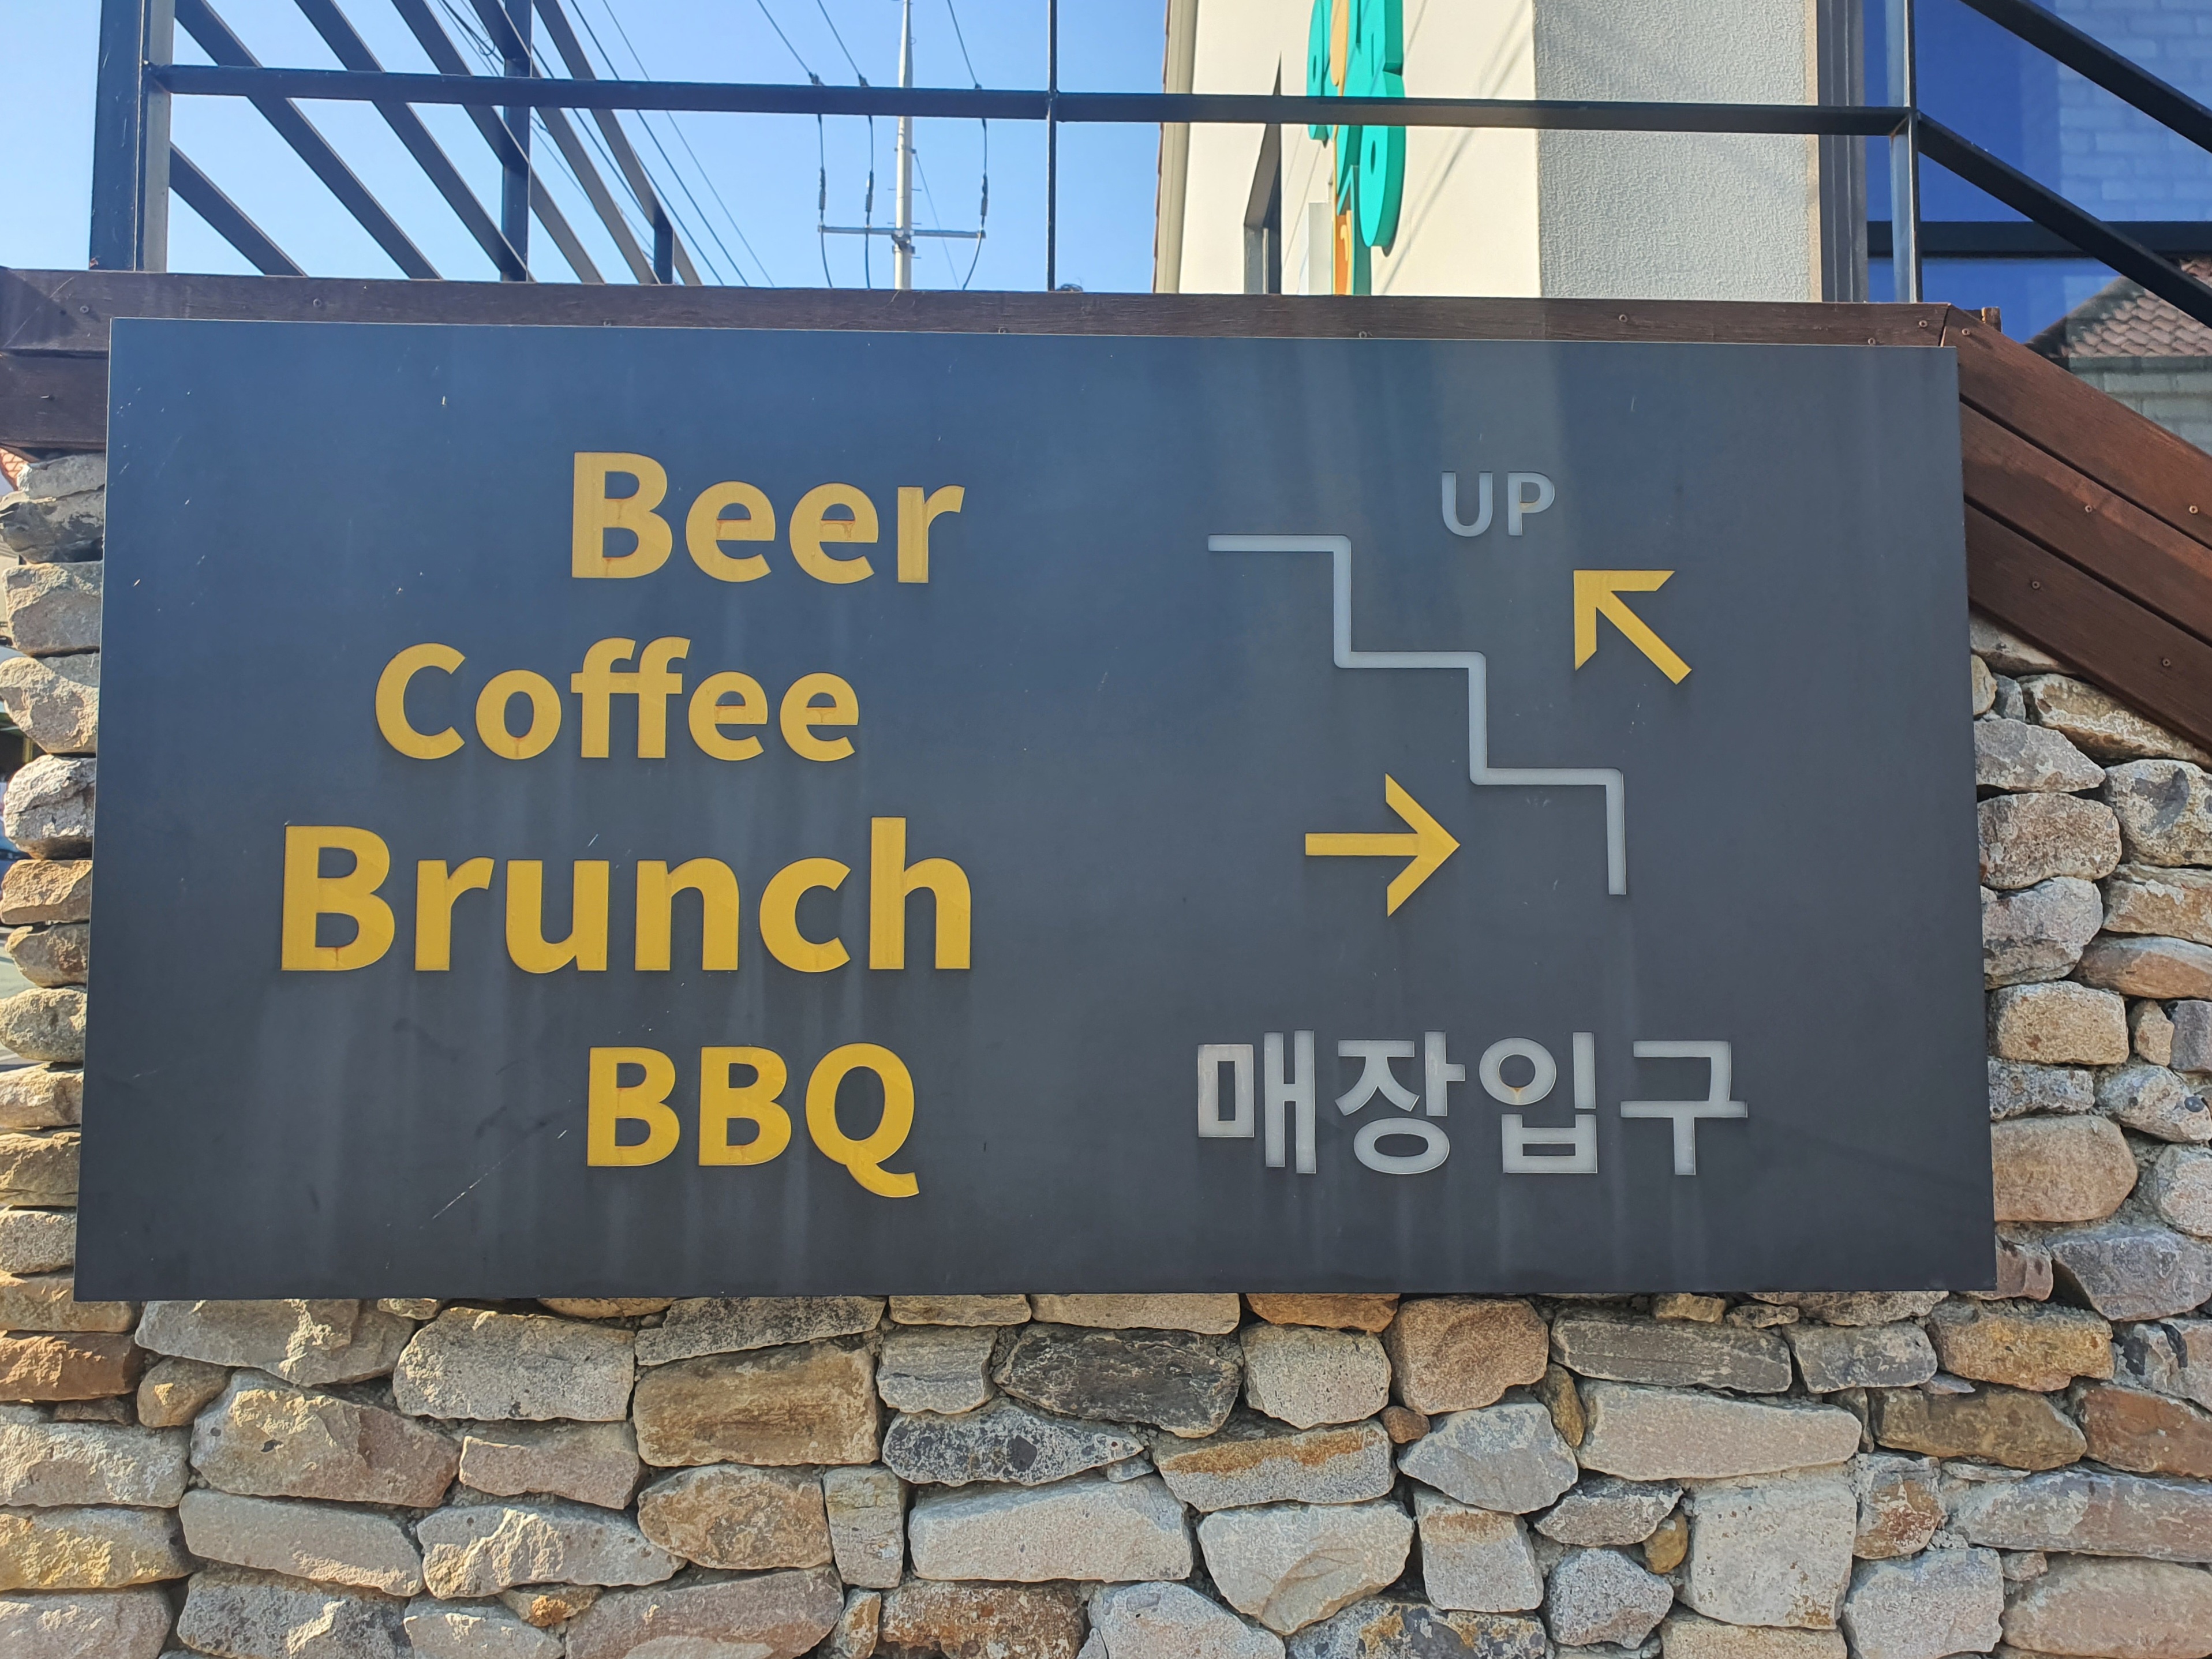 Beer
Coffee
Brunch
BBQ
UP
매장입구